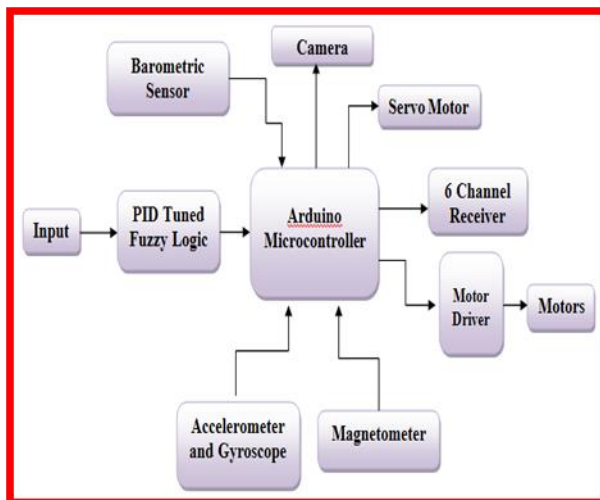 Camera
Barometric
Sensor
Servo Motor
Input
PID Tuned
Fuzzy Logic
Arduino
Microcontroller
6 Channel
Receiver
Motor
Driver
Motors
Accelerometer
and Gyroscope
Magnetometer